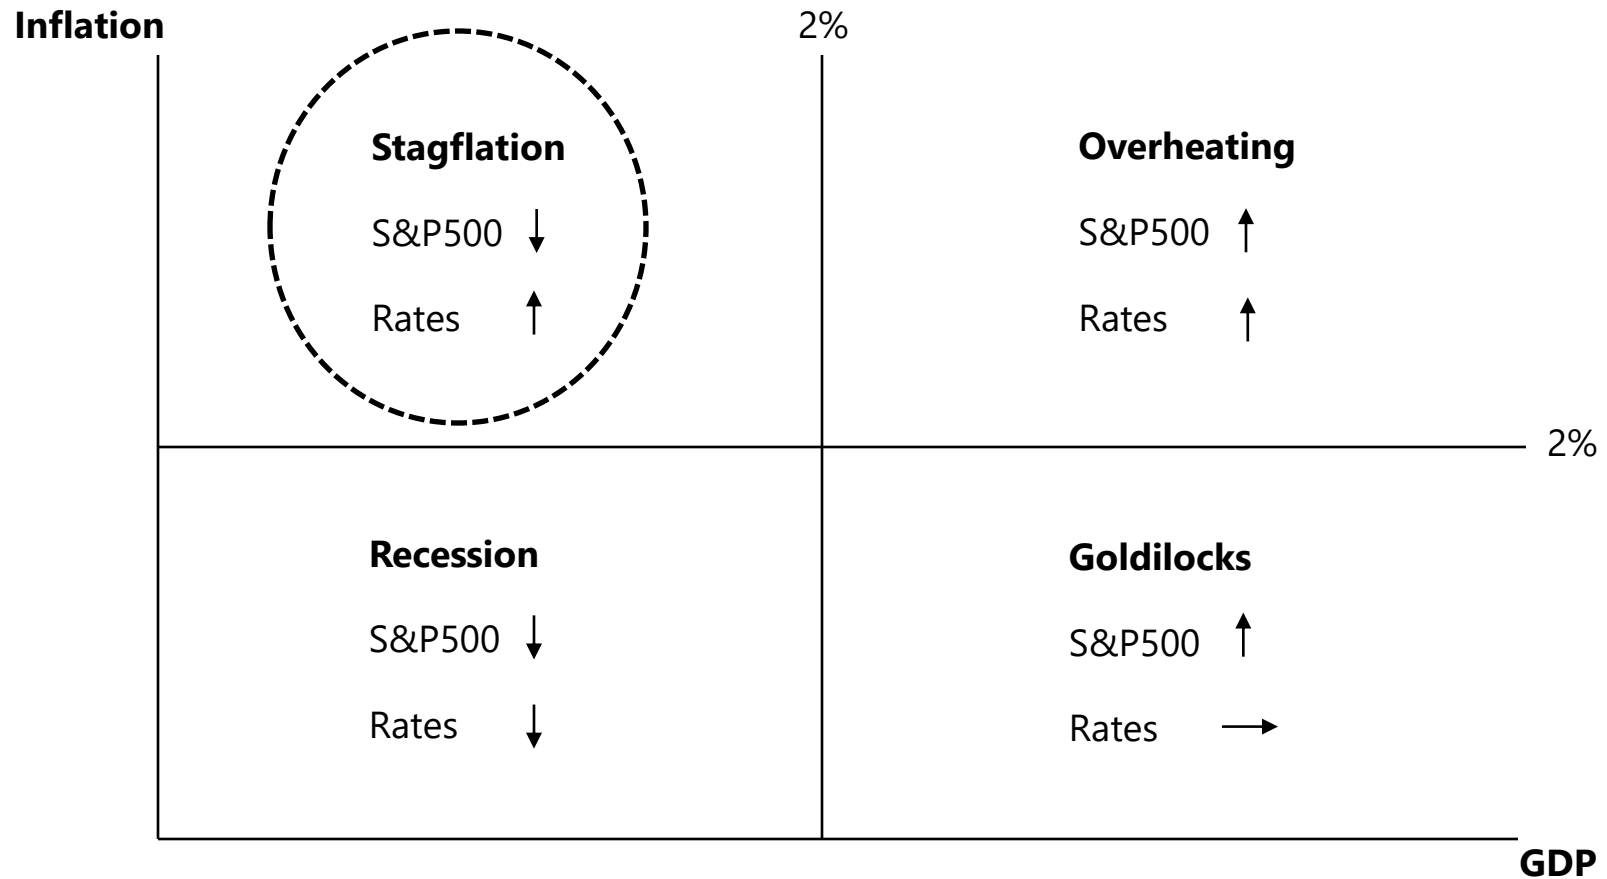 Inflation
2%
Stagflation
S&P500
Rates
Overheating
S&P500
Rates
2%
Recession
S&P500
Rates
Goldilocks
S&P500
Rates
GDP